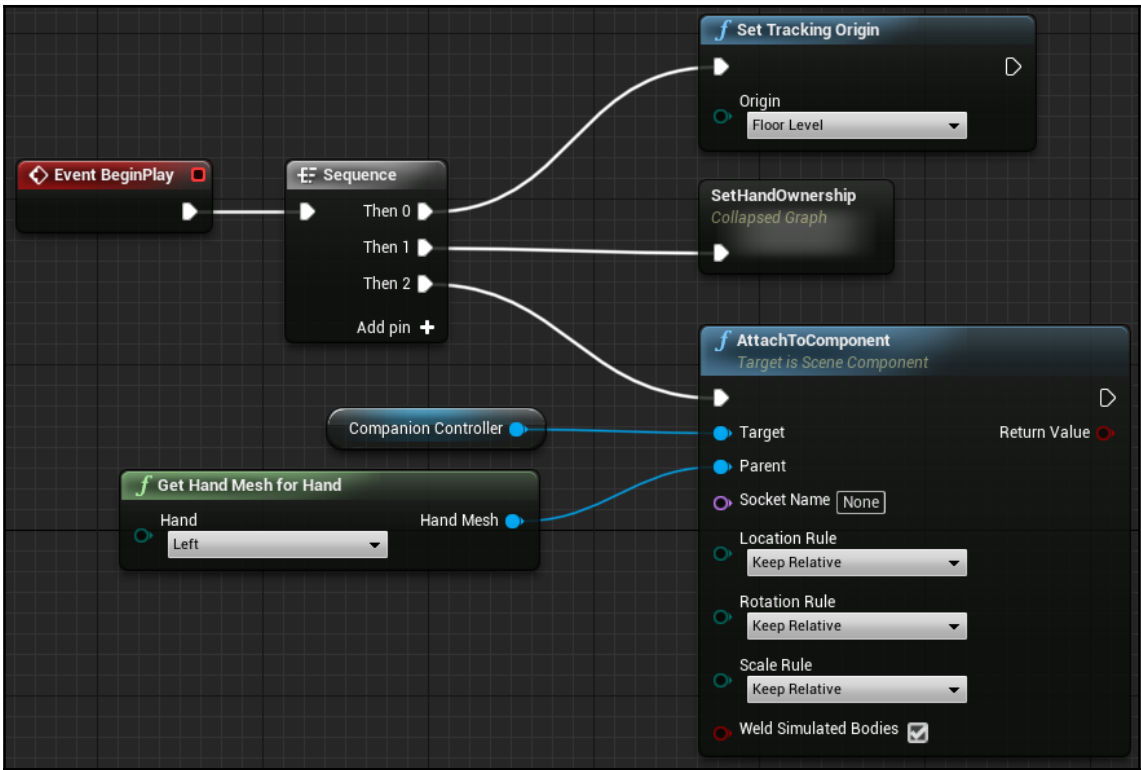 Set Tracking Origin
Origin
Floor Level
Event BeginPlay
Sequence
Then 0
Then 1
Then 2
Add pin
SetHandOwnership
Collapsed Graph
AttachToComponent
Target is Scene Component
Companion Controller
Target
Return Value
Parent
Get Hand Mesh for Hand
Hand
Hand Mesh
Left
Socket Name None
Location Rule
Keep Relative
Rotation Rule
Keep Relative
Scale Rule
Keep Relative
Weld Simulated Bodies